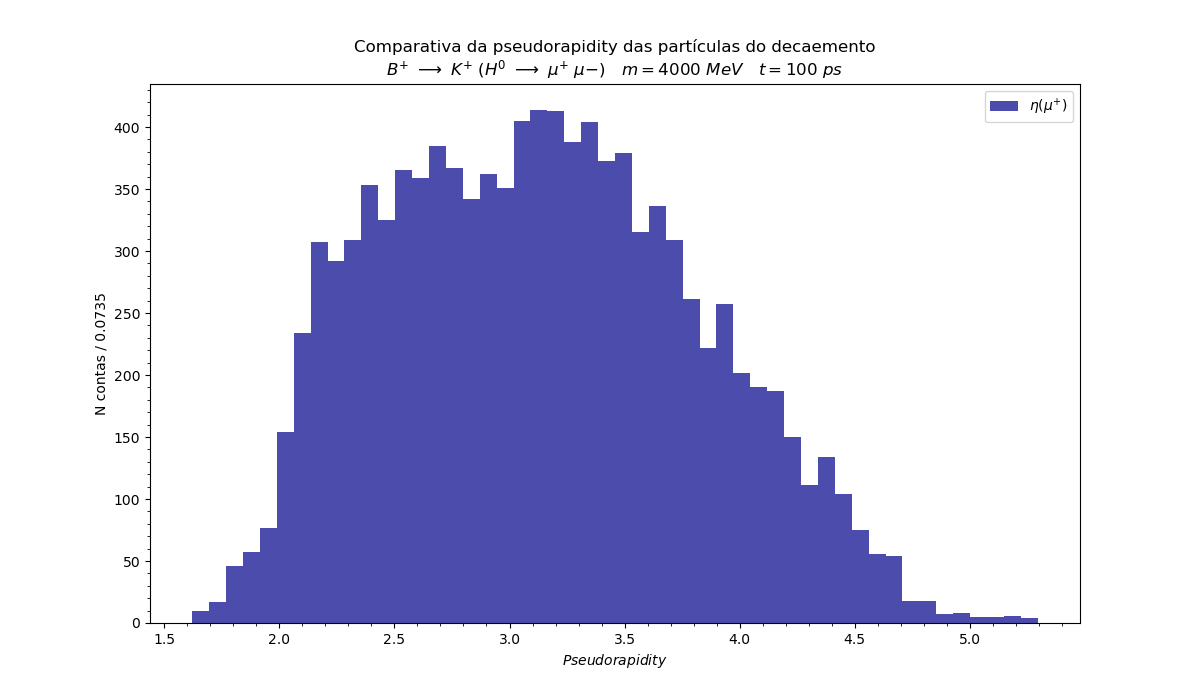 Comparativa da pseudorapidity das partículas do decaemento
B⁺ ⟶ K⁺ (H⁰ ⟶ μ⁺ μ−) m = 4000 MeV t = 100 ps
η(μ⁺)
N contas / 0.0735
400
350
300
250
200
150
100
50
0
1.5 2.0 2.5 3.0 3.5 4.0 4.5 5.0
Pseudorapidity